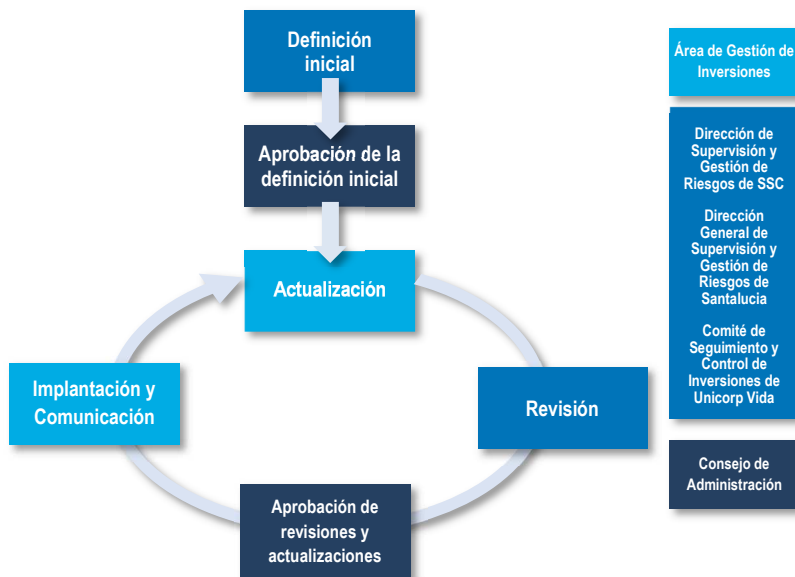 Definición
inicial
Aprobación de la
definición inicial
Actualización
Implantación y
Comunicación
Revisión
Aprobación de
revisiones y
actualizaciones
Área de Gestión de
Inversiones
Dirección de
Supervisión y
Gestión de
Riesgos de SSC
Dirección
General de
Supervisión y
Gestión de
Riesgos de
Santalucia
Comité de
Seguimiento y
Control de
Inversiones de
Unicorp Vida
Consejo de
Administración